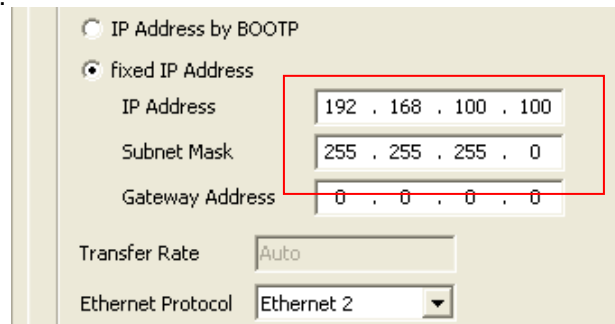 .
IP Address by BOOTP
fixed IP Address
IP Address 192 . 168 . 100 . 100
Subnet Mask 255 . 255 . 255 . 0
Gateway Address 0 . 0 . 0 . 0
Transfer Rate Auto
Ethernet Protocol Ethernet 2